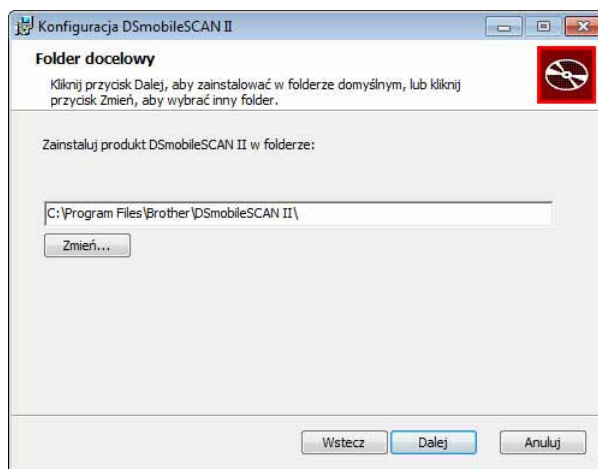 Konfiguracja DSmobileSCAN II
Folder docelowy
Kliknij przycisk Dalej, aby zainstalować w folderze domyślnym, lub kliknij
przycisk Zmień, aby wybrać inny folder.
Zainstaluj produkt DSmobileSCAN II w folderze:
C:\Program Files\Brother\DSmobileSCAN II\
Zmień...
Wstecz Dalej Anuluj